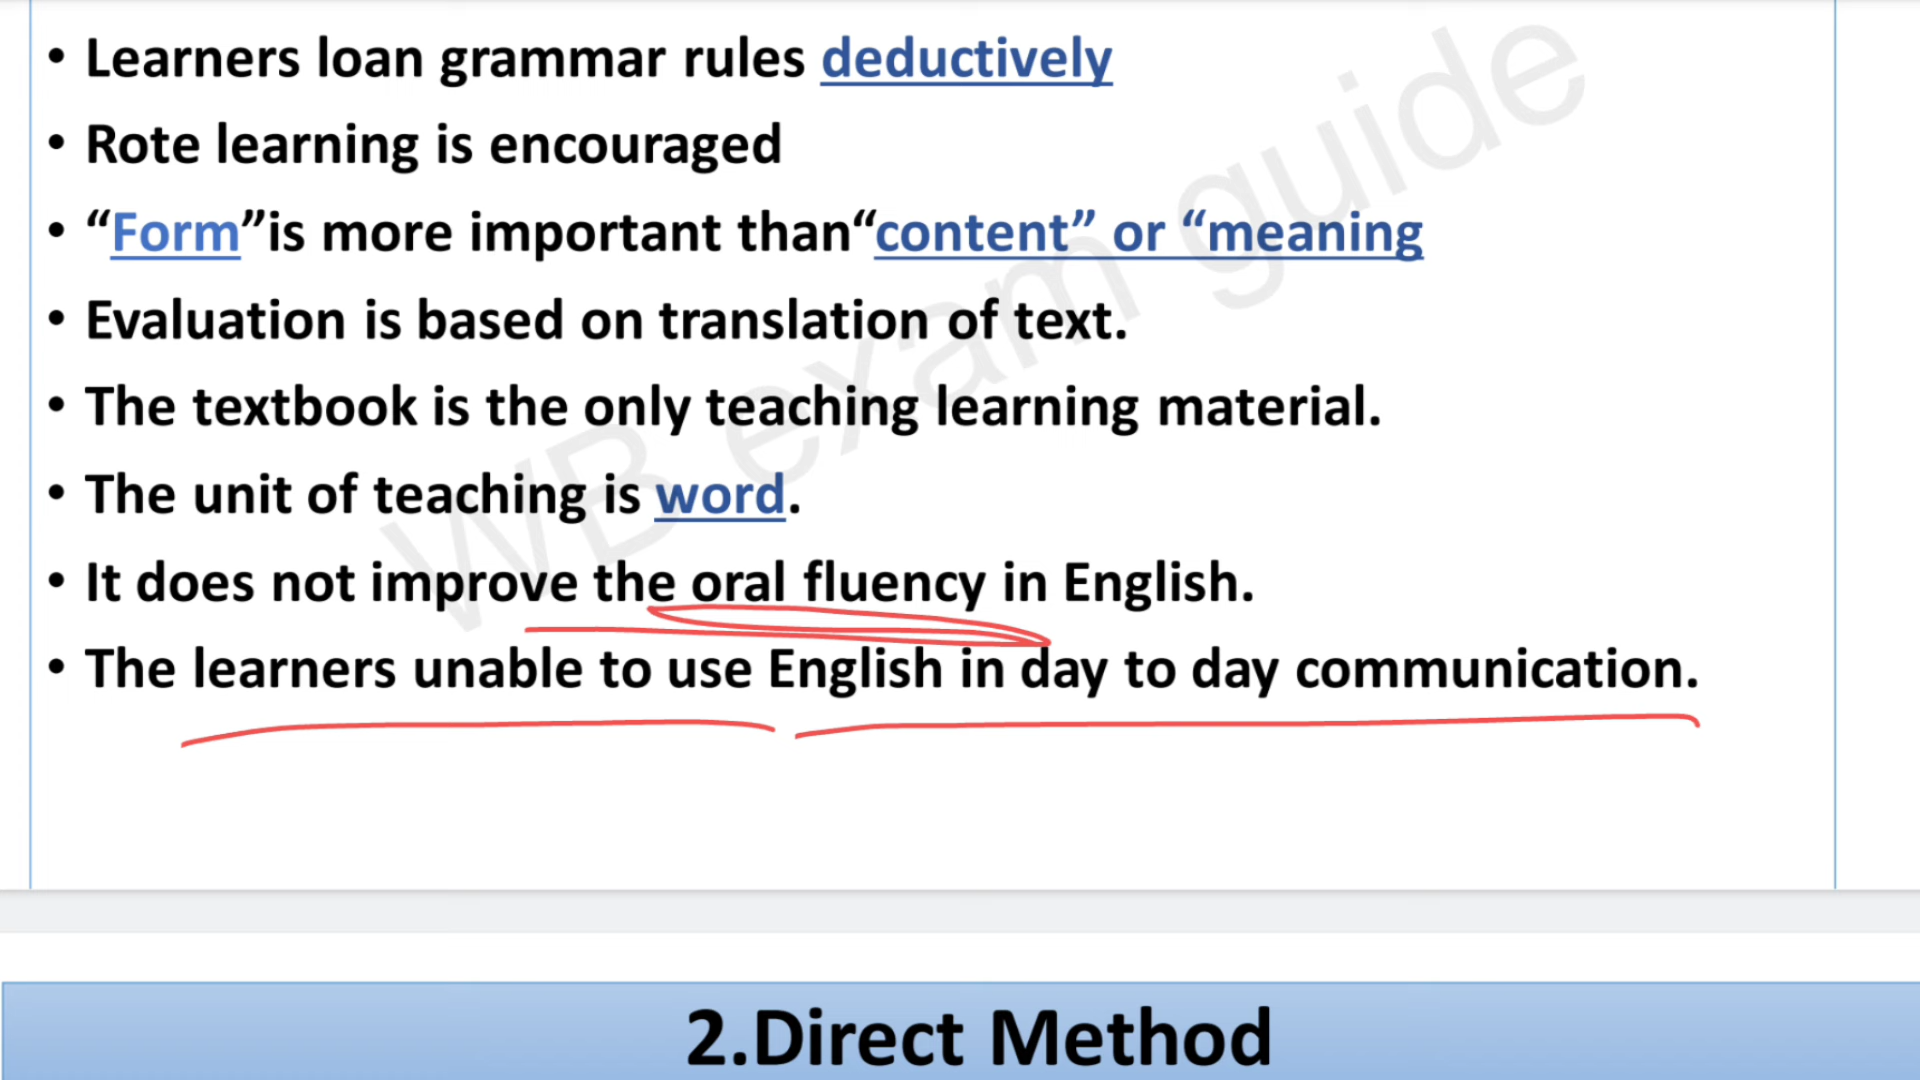 • Learners loan grammar rules deductively
• Rote learning is encouraged
• “Form”is more important than“content” or “meaning
• Evaluation is based on translation of text.
• The textbook is the only teaching learning material.
• The unit of teaching is word.
• It does not improve the oral fluency in English.
• The learners unable to use English in day to day communication.
WB exam guide
2.Direct Method